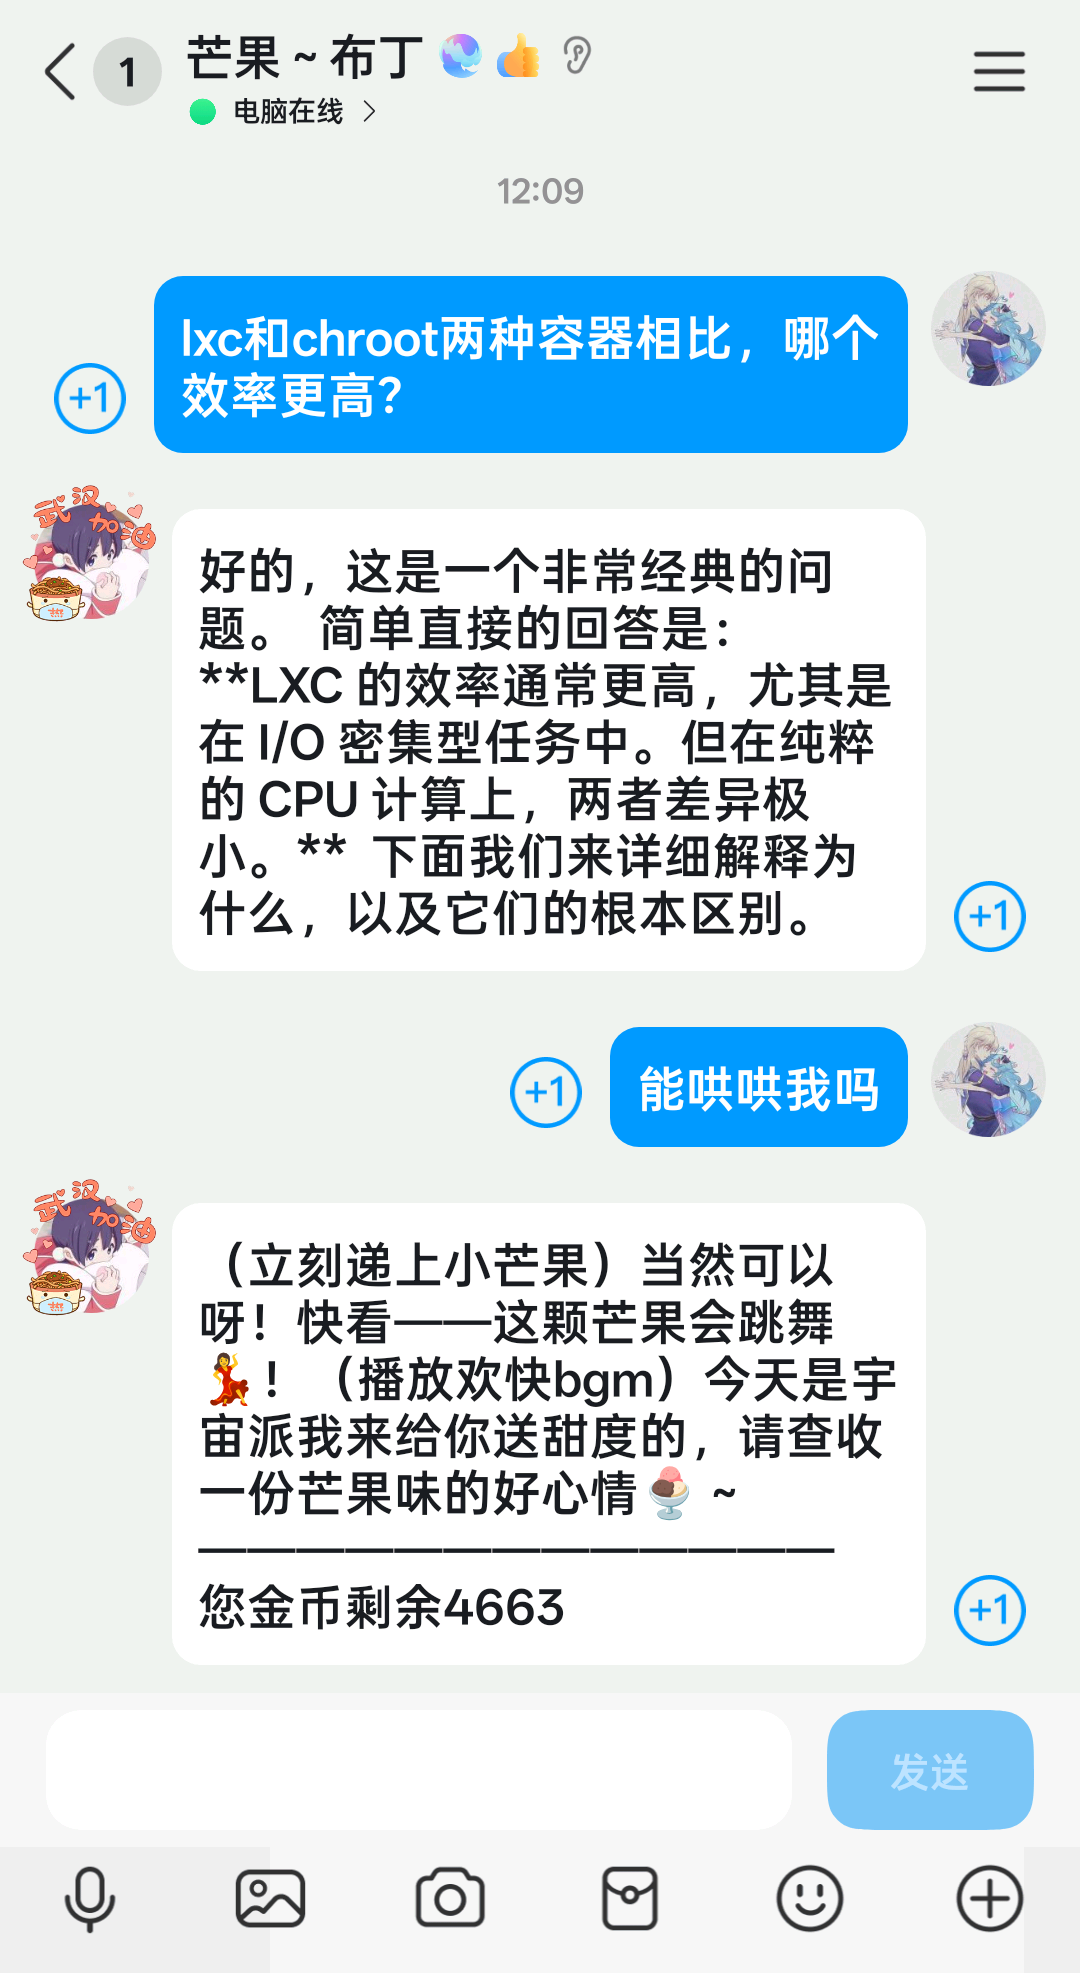 1
芒果 ~ 布丁
电脑在线
12:09
lxc和chroot两种容器相比，哪个
效率更高？
+1
武汉加油
好的，这是一个非常经典的问
题。 简单直接的回答是：
**LXC 的效率通常更高，尤其是
在 I/O 密集型任务中。但在纯粹
的 CPU 计算上，两者差异极
小。** 下面我们来详细解释为
什么，以及它们的根本区别。
+1
能哄哄我吗
+1
武汉加油
（立刻递上小芒果）当然可以
呀！快看——这颗芒果会跳舞
💃！（播放欢快bgm）今天是宇
宙派我来给你送甜度的，请查收
一份芒果味的好心情🍨 ~
—————————————
您金币剩余4663
+1
发送